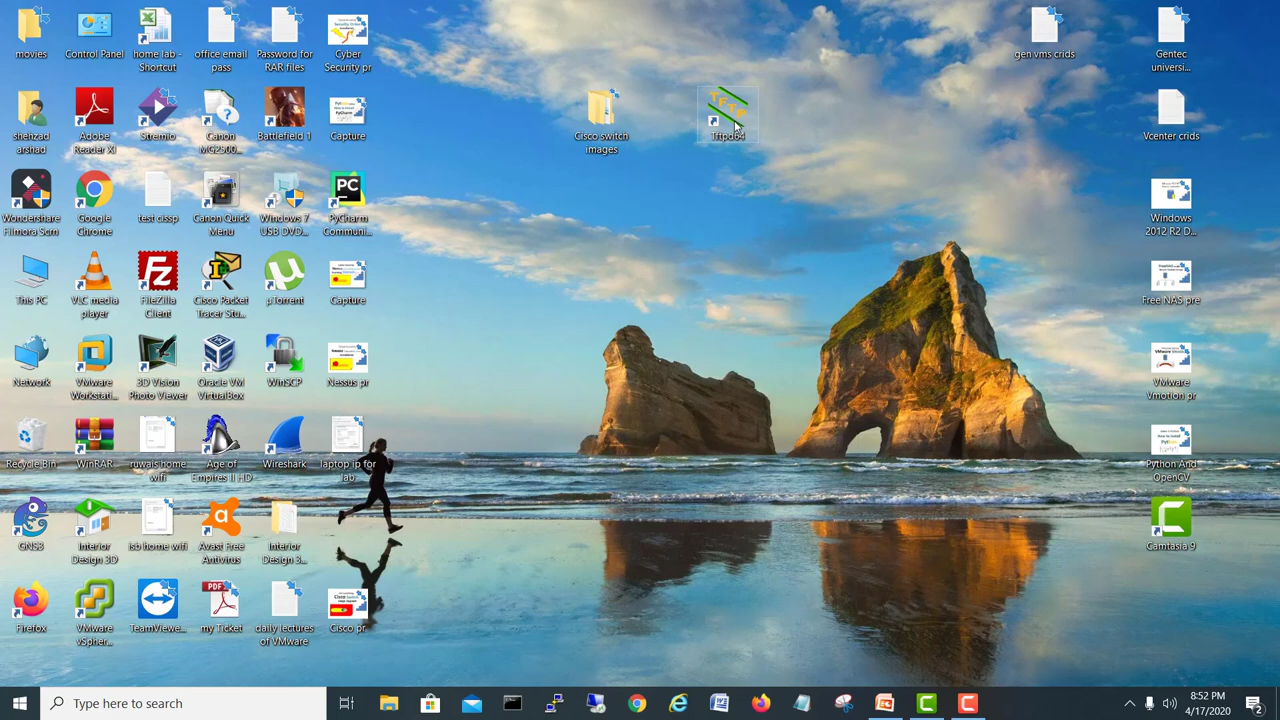 movies
Control Panel
home lab -
Shortcut
office email
pass
Password for
RAR files
Cyber
Security pr
Cisco switch
images
Tftpd64
gen vms crids
Gentec
universi...
shehzad
arshad
Adobe
Reader XI
Stremio
Canon
MG2500...
Battlefield 1
Capture
Vcenter crids
Wondershare
Filmora Scrn
Google
Chrome
test cissp
Canon Quick
Menu
Windows 7
USB DVD...
PyCharm
Communi...
Windows
2012 R2 D...
This PC
VLC media
player
FileZilla
Client
Cisco Packet
Tracer Stu...
µTorrent
Capture
Free NAS pre
Network
VMware
Workstati...
3D Vision
Photo Viewer
Oracle VM
VirtualBox
WinSCP
Nessus pr
VMware
Vmotion pr
Recycle Bin
WinRAR
ruwais home
wifi
Age of
Empires II HD
Wireshark
laptop ip for
lab
Python And
OpenCV
GNS3
Interior
Design 3D
isb home wifi
Avast Free
Antivirus
Interior
Design 3...
Camtasia 9
Firefox
VMware
vSpher...
TeamViewe...
my Ticket
daily lectures
of VMware
Cisco pr
Type here to search
8:52 PM
4/17/2020
2